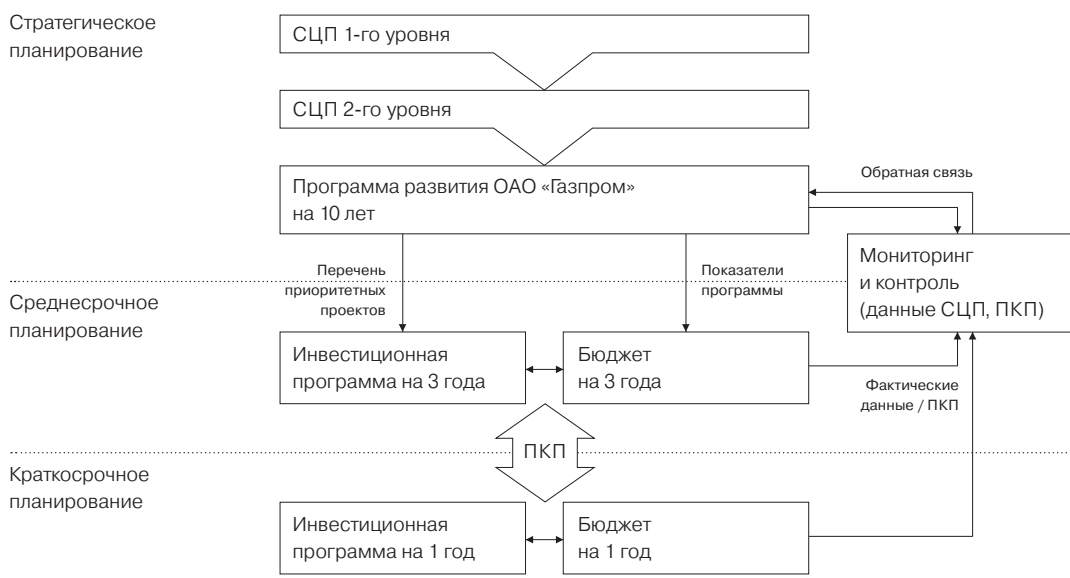 Стратегическое
планирование
СЦП 1-го уровня
СЦП 2-го уровня
Программа развития ОАО «Газпром»
на 10 лет
Обратная связь
Мониторинг
и контроль
(данные СЦП, ПКП)
Перечень
приоритетных
проектов
Показатели
программы
Среднесрочное
планирование
Инвестиционная
программа на 3 года
Бюджет
на 3 года
Фактические
данные / ПКП
ПКП
Краткосрочное
планирование
Инвестиционная
программа на 1 год
Бюджет
на 1 год